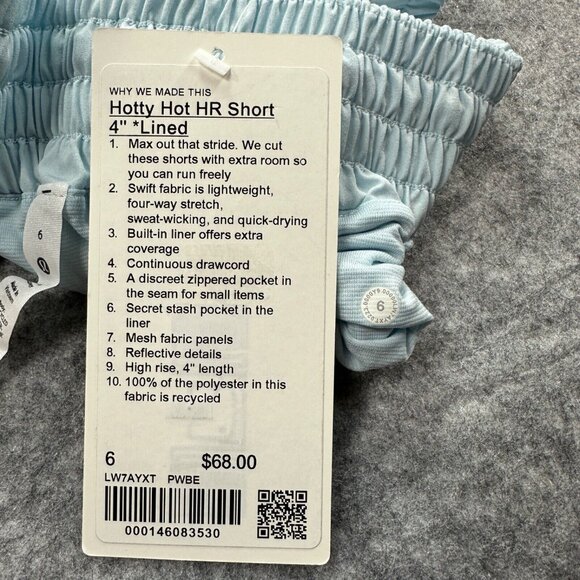 WHY WE MADE THIS
Hotty Hot HR Short
4" *Lined
1. Max out that stride. We cut
these shorts with extra room so
you can run freely
2. Swift fabric is lightweight,
four-way stretch,
sweat-wicking, and quick-drying
3. Built-in liner offers extra
coverage
4. Continuous drawcord
5. A discreet zippered pocket in
the seam for small items
6. Secret stash pocket in the
liner
7. Mesh fabric panels
8. Reflective details
9. High rise, 4" length
10. 100% of the polyester in this
fabric is recycled
6 $68.00
LW7AYXT PWBE
000146083530
6
6